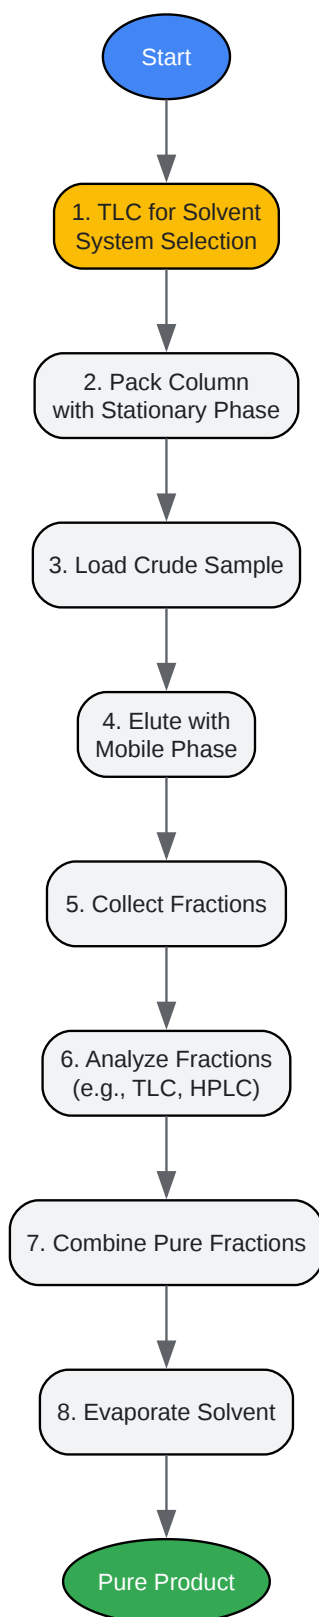 Start
1. TLC for Solvent
System Selection
2. Pack Column
with Stationary Phase
3. Load Crude Sample
4. Elute with
Mobile Phase
5. Collect Fractions
6. Analyze Fractions
(e.g., TLC, HPLC)
7. Combine Pure Fractions
8. Evaporate Solvent
Pure Product